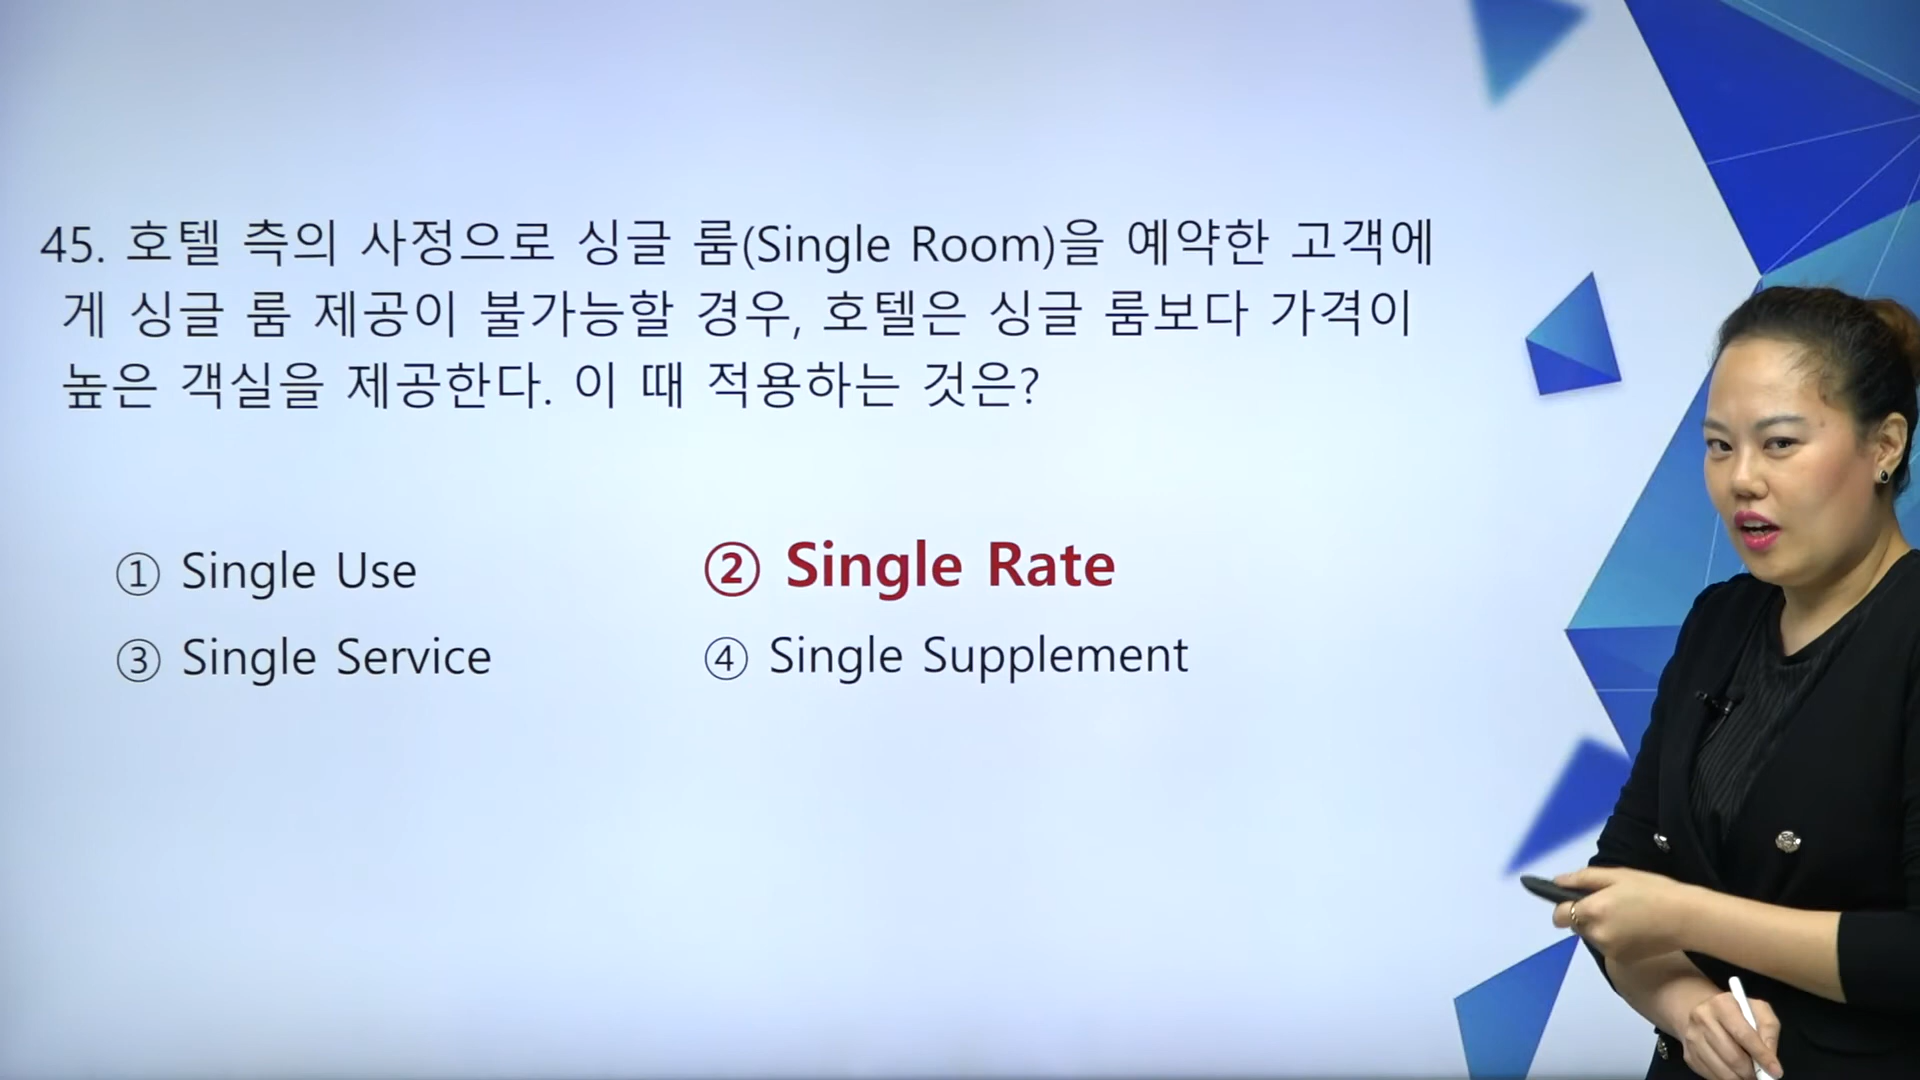 45. 호텔 측의 사정으로 싱글 룸(Single Room)을 예약한 고객에
게 싱글 룸 제공이 불가능할 경우, 호텔은 싱글 룸보다 가격이
높은 객실을 제공한다. 이 때 적용하는 것은?
① Single Use
② Single Rate
③ Single Service
④ Single Supplement